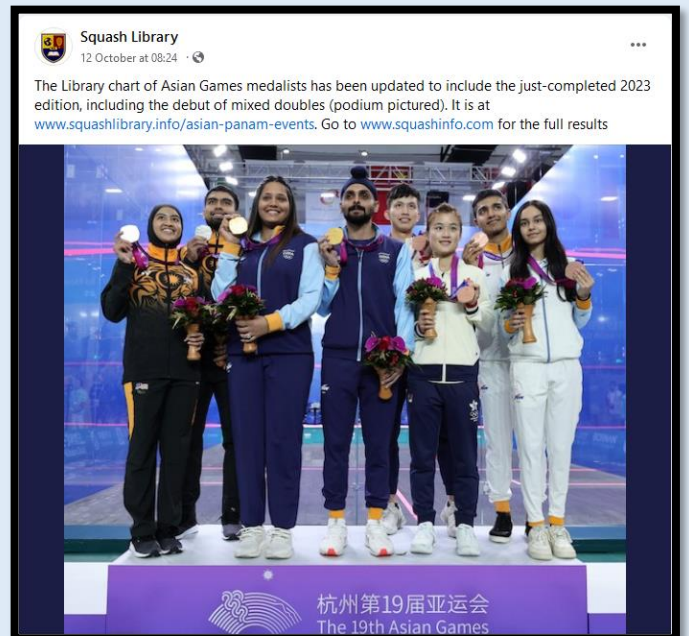 Squash Library
12 October at 08:24 ·
The Library chart of Asian Games medalists has been updated to include the just-completed 2023
edition, including the debut of mixed doubles (podium pictured). It is at
www.squashlibrary.info/asian-panam-events. Go to www.squashinfo.com for the full results
杭州第19届亚运会
The 19th Asian Games